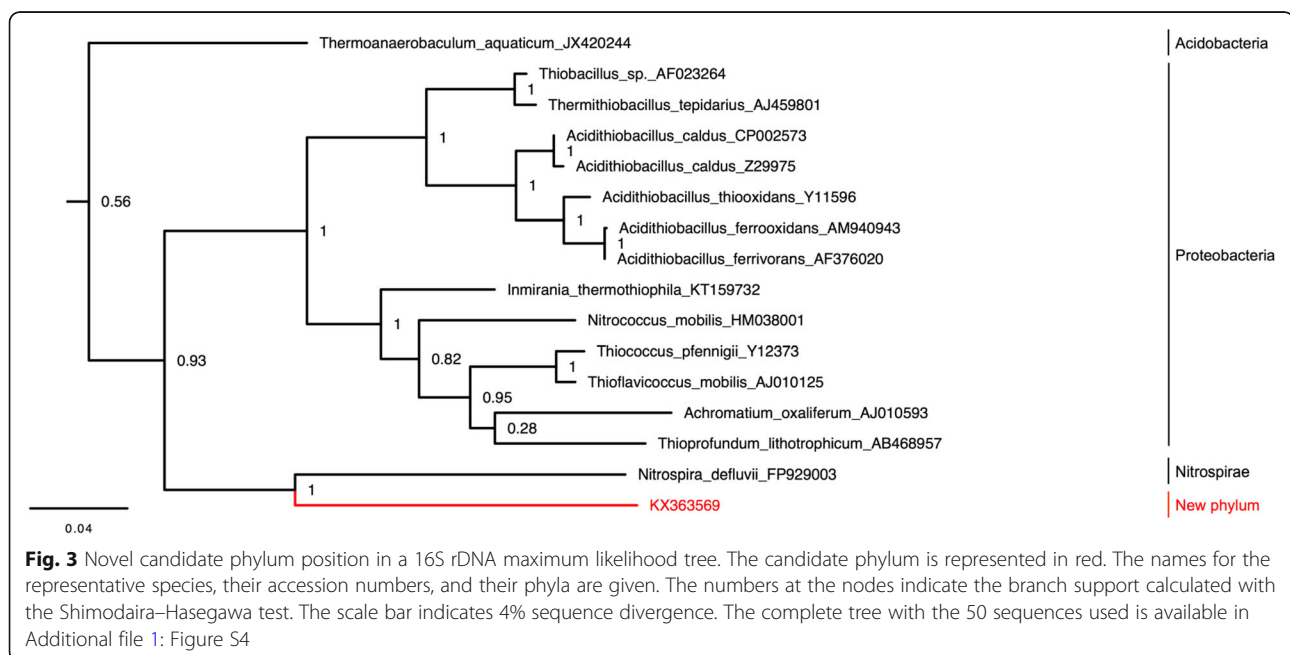 Thermoanaerobaculum_aquaticum_JX420244
Acidobacteria
Thiobacillus_sp._AF023264
1
Thermithiobacillus_tepidarius_AJ459801
1
Acidithiobacillus_caldus_CP002573
1
Acidithiobacillus_caldus_Z29975
1
Acidithiobacillus_thiooxidans_Y11596
0.56
1
Acidithiobacillus_ferrooxidans_AM940943
1
1
Acidithiobacillus_ferrivorans_AF376020
Proteobacteria
Inmirania_thermothiophila_KT159732
1
Nitrococcus_mobilis_HM038001
Thiococcus_pfennigii_Y12373
0.93
0.82
1
Thioflavicoccus_mobilis_AJ010125
0.95
Achromatium_oxaliferum_AJ010593
0.28
Thioprofundum_lithotrophicum_AB468957
Nitrospira_defluvii_FP929003
Nitrospirae
1
KX363569
New phylum
0.04
Fig. 3 Novel candidate phylum position in a 16S rDNA maximum likelihood tree. The candidate phylum is represented in red. The names for the
representative species, their accession numbers, and their phyla are given. The numbers at the nodes indicate the branch support calculated with
the Shimodaira–Hasegawa test. The scale bar indicates 4% sequence divergence. The complete tree with the 50 sequences used is available in
Additional file 1: Figure S4